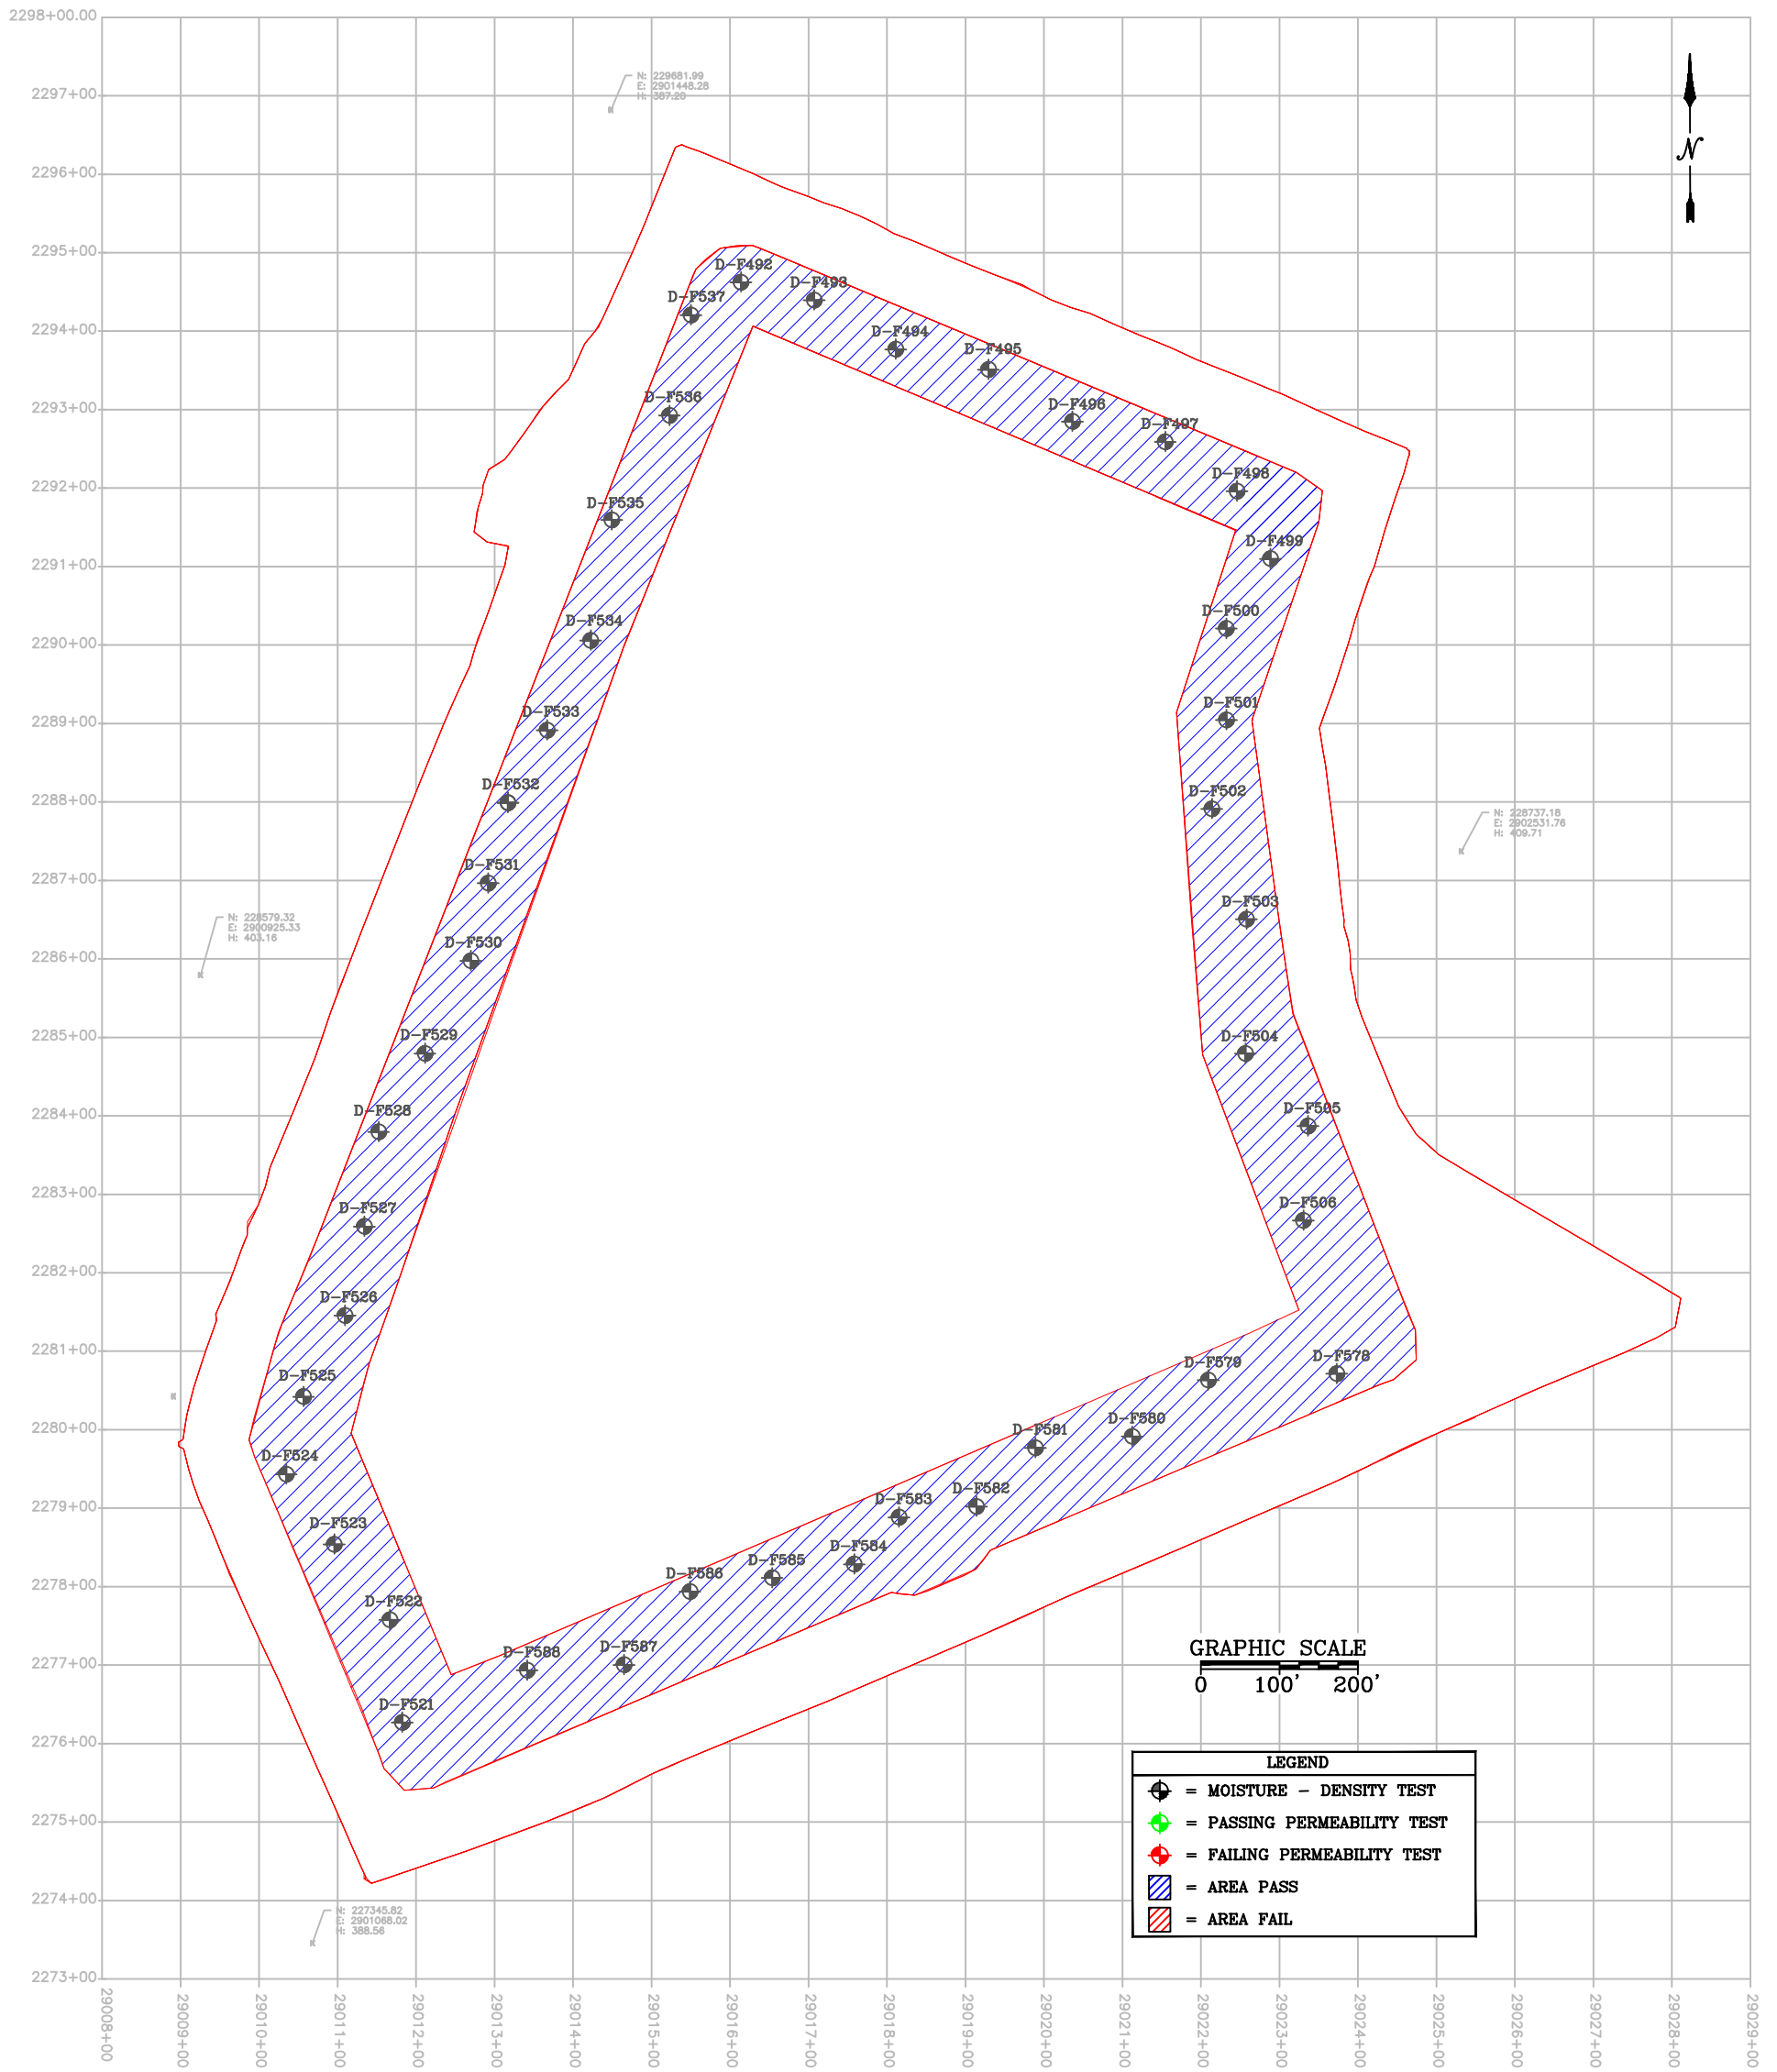 2298+00.00
2297+00
2296+00
2295+00
2294+00
2293+00
2292+00
2291+00
2290+00
2289+00
2288+00
2287+00
2286+00
2285+00
2284+00
2283+00
2282+00
2281+00
2280+00
2279+00
2278+00
2277+00
2276+00
2275+00
2274+00
2273+00
N: 229681.99
E: 2901448.28
H: 387.20
N
D-F492
D-F493
D-F537
D-F494
D-F495
D-F536
D-F496
D-F497
D-F498
D-F535
D-F499
D-F500
D-F534
D-F501
D-F533
D-F532
D-F502
N: 228737.18
E: 2902531.76
H: 409.71
D-F531
D-F503
N: 228579.32
E: 2900925.33
H: 403.16
D-F530
D-F529
D-F504
D-F528
D-F505
D-F527
D-F506
D-F526
D-F525
D-F579
D-F578
D-F524
D-F581
D-F580
D-F523
D-F583
D-F582
D-F522
D-F586
D-F585
D-F584
D-F588
D-F587
D-F521
GRAPHIC SCALE
0 100' 200'
LEGEND
= MOISTURE - DENSITY TEST
= PASSING PERMEABILITY TEST
= FAILING PERMEABILITY TEST
= AREA PASS
= AREA FAIL
N: 227345.82
E: 2901068.02
H: 388.56
29008+00
29009+00
29010+00
29011+00
29012+00
29013+00
29014+00
29015+00
29016+00
29017+00
29018+00
29019+00
29020+00
29021+00
29022+00
29023+00
29024+00
29025+00
29026+00
29027+00
29028+00
29029+00